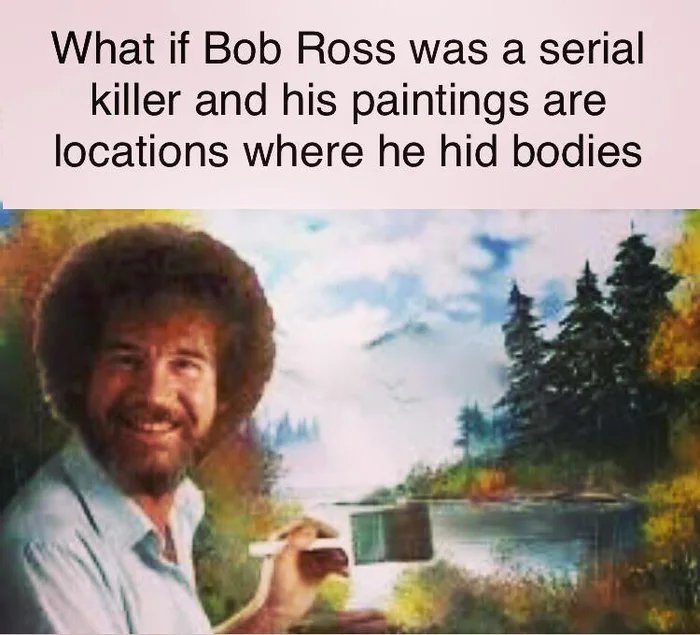 What if Bob Ross was a serial
killer and his paintings are
locations where he hid bodies